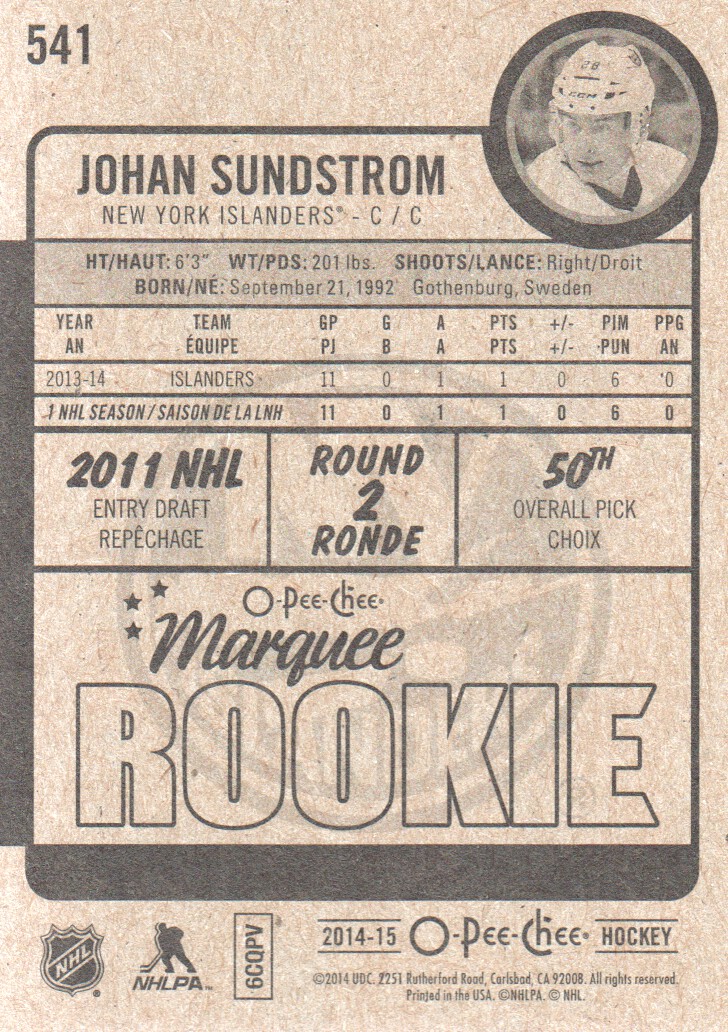 541
28
CCM
JOHAN SUNDSTROM
NEW YORK ISLANDERS® - C / C
HT/HAUT: 6'3" WT/PDS: 201 lbs. SHOOTS/LANCE: Right/Droit
BORN/NÉ: September 21, 1992 Gothenburg, Sweden
YEAR TEAM GP G A PTS +/- PIM PPG
AN ÉQUIPE PJ B A PTS +/- PUN AN
2013-14 ISLANDERS 11 0 1 1 0 6 0
1 NHL SEASON / SAISON DE LA LNH 11 0 1 1 0 6 0
2011 NHL
ENTRY DRAFT
REPÊCHAGE
ROUND
2
RONDE
50TH
OVERALL PICK
CHOIX
O-Pee-Chee®
Marquee
ROOKIE
NHL ®
NHLPA™
6CQPV
2014-15 O-Pee-Chee® HOCKEY
©2014 UDC. 2251 Rutherford Road, Carlsbad, CA 92008. All rights reserved.
Printed in the USA. ©NHLPA. © NHL.